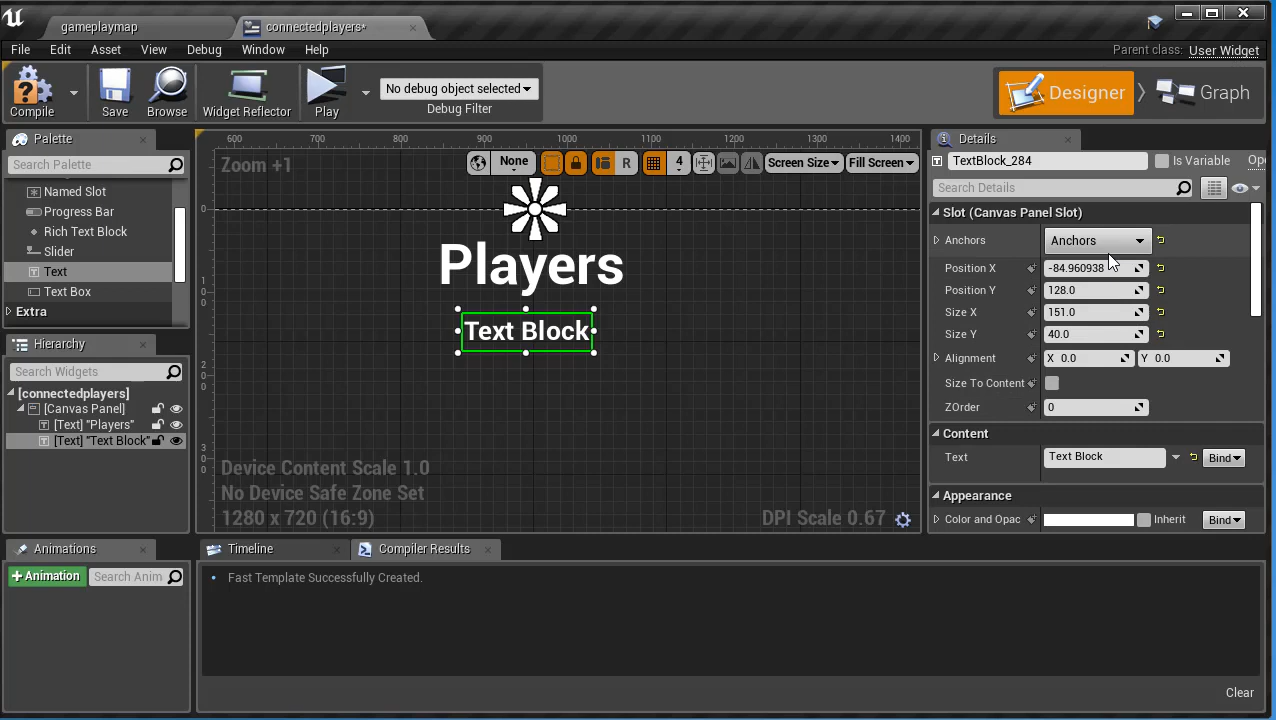 gameplaymap
connectedplayers*
File Edit Asset View Debug Window Help
Parent class: User Widget
Compile
Save
Browse
Widget Reflector
Play
No debug object selected
Debug Filter
Designer
Graph
Palette
Search Palette
Named Slot
Progress Bar
Rich Text Block
Slider
Text
Text Box
Extra
Hierarchy
Search Widgets
[connectedplayers]
[Canvas Panel]
[Text] "Players"
[Text] "Text Block"
600 700 800 900 1000 1100 1200 1300 1400
Zoom +1
None
R
4
Screen Size
Fill Screen
0
100
200
300
Players
Text Block
Device Content Scale 1.0
No Device Safe Zone Set
1280 x 720 (16:9)
DPI Scale 0.67
Details
TextBlock_284
Is Variable
Ope
Search Details
Slot (Canvas Panel Slot)
Anchors Anchors
Position X -84.960938
Position Y 128.0
Size X 151.0
Size Y 40.0
Alignment X 0.0 Y 0.0
Size To Content
ZOrder 0
Content
Text Text Block Bind
Appearance
Color and Opac Inherit Bind
Animations
+ Animation
Search Anim
Timeline
Compiler Results
• Fast Template Successfully Created.
Clear